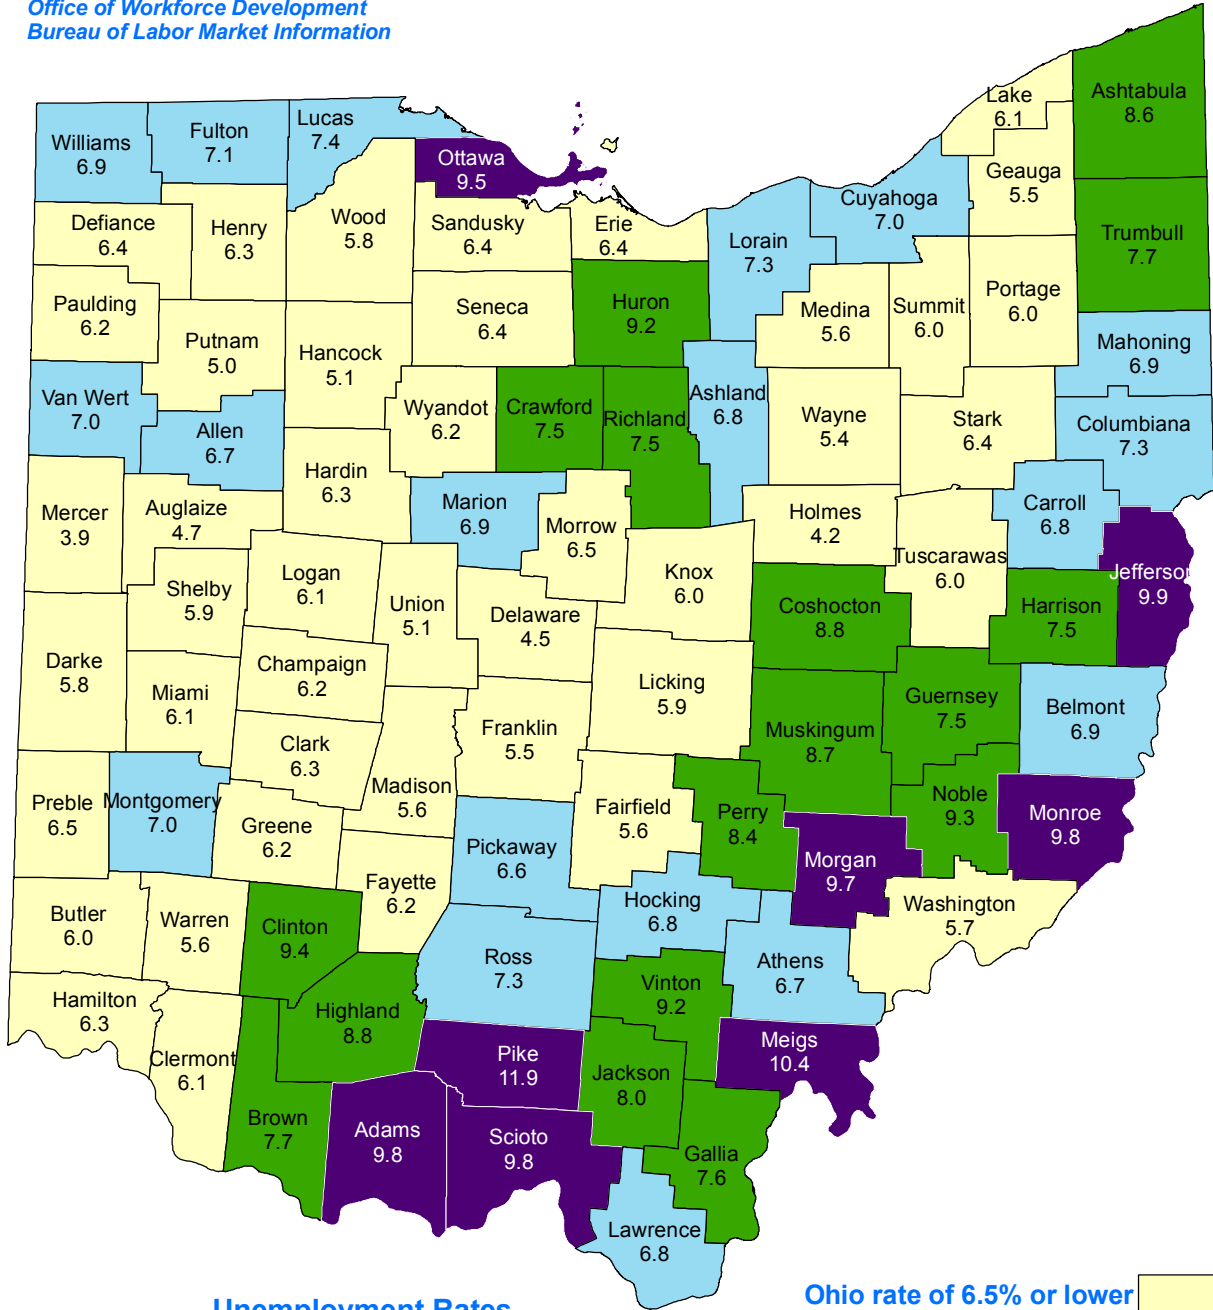 Office of Workforce Development
Bureau of Labor Market Information
Lake
6.1
Ashtabula
8.6
Williams
6.9
Fulton
7.1
Lucas
7.4
Ottawa
9.5
Geauga
5.5
Cuyahoga
7.0
Defiance
6.4
Henry
6.3
Wood
5.8
Sandusky
6.4
Erie
6.4
Lorain
7.3
Trumbull
7.7
Paulding
6.2
Putnam
5.0
Hancock
5.1
Seneca
6.4
Huron
9.2
Medina
5.6
Summit
6.0
Portage
6.0
Mahoning
6.9
Van Wert
7.0
Allen
6.7
Wyandot
6.2
Crawford
7.5
Richland
7.5
Ashland
6.8
Wayne
5.4
Stark
6.4
Columbiana
7.3
Mercer
3.9
Auglaize
4.7
Hardin
6.3
Marion
6.9
Morrow
6.5
Holmes
4.2
Carroll
6.8
Tuscarawas
6.0
Jefferson
9.9
Shelby
5.9
Logan
6.1
Union
5.1
Delaware
4.5
Knox
6.0
Coshocton
8.8
Harrison
7.5
Darke
5.8
Miami
6.1
Champaign
6.2
Licking
5.9
Guernsey
7.5
Belmont
6.9
Clark
6.3
Franklin
5.5
Muskingum
8.7
Preble
6.5
Montgomery
7.0
Greene
6.2
Madison
5.6
Fairfield
5.6
Perry
8.4
Noble
9.3
Monroe
9.8
Pickaway
6.6
Morgan
9.7
Fayette
6.2
Hocking
6.8
Washington
5.7
Butler
6.0
Warren
5.6
Clinton
9.4
Ross
7.3
Athens
6.7
Vinton
9.2
Hamilton
6.3
Highland
8.8
Clermont
6.1
Pike
11.9
Jackson
8.0
Meigs
10.4
Brown
7.7
Adams
9.8
Scioto
9.8
Gallia
7.6
Lawrence
6.8
Unemployment Rates
Ohio rate of 6.5% or lower